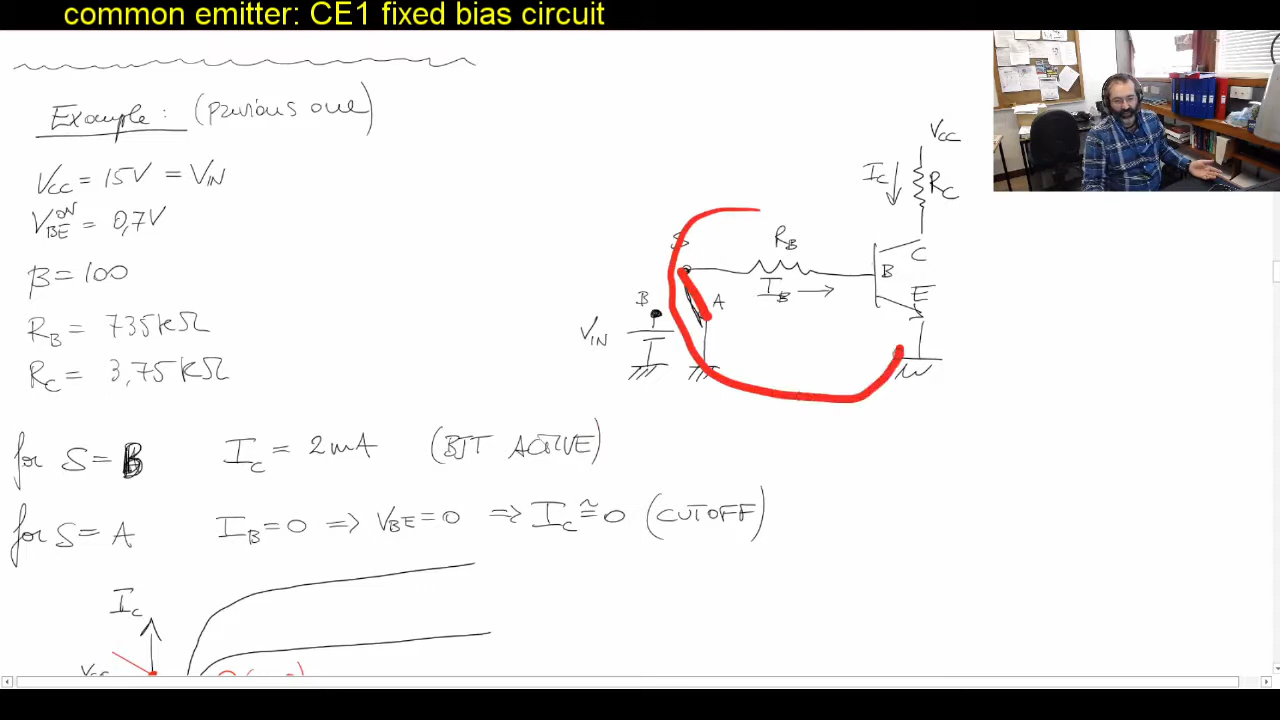 common emitter: CE1 fixed bias circuit
Example: (previous one)
VCC = 15V = VIN
VBE ON = 0,7V
β = 100
RB = 735kΩ
RC = 3,75kΩ
VCC
IC
RC
S
RB
C
B
IB
E
B
A
VIN
for S = B IC = 2mA (BJT ACTIVE)
for S = A IB = 0 => VBE = 0 => IC ≅ 0 (CUTOFF)
IC
VCC